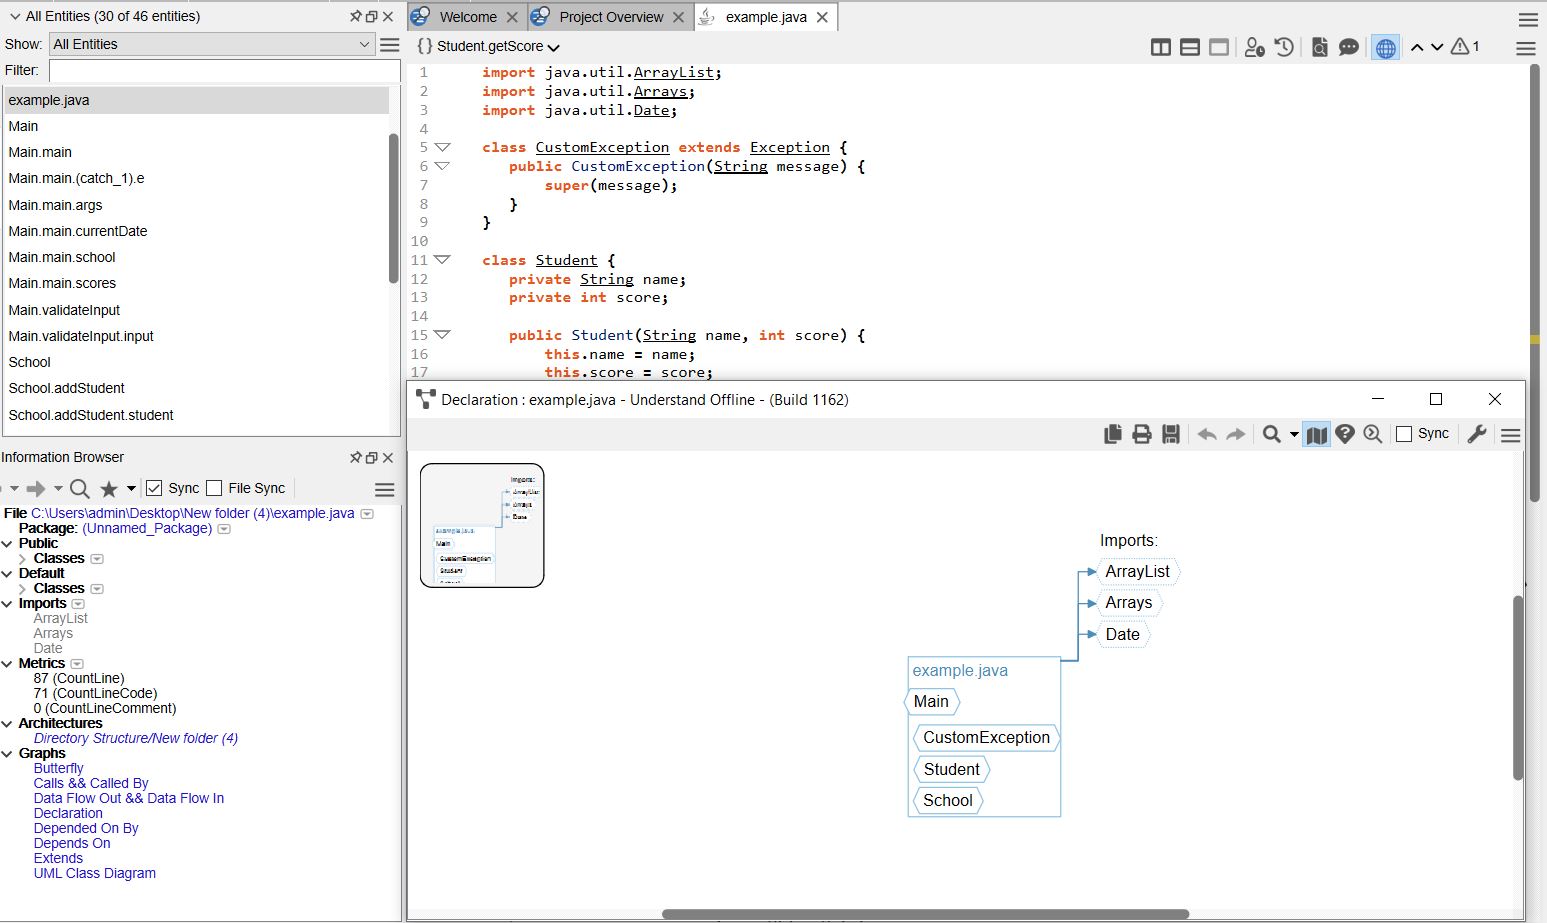 All Entities (30 of 46 entities)
Show: All Entities
Filter:
example.java
Main
Main.main
Main.main.(catch_1).e
Main.main.args
Main.main.currentDate
Main.main.school
Main.main.scores
Main.validateInput
Main.validateInput.input
School
School.addStudent
School.addStudent.student
Information Browser
Sync File Sync
File C:\Users\admin\Desktop\New folder (4)\example.java
Package: (Unnamed_Package)
Public
Classes
Default
Classes
Imports
ArrayList
Arrays
Date
Metrics
87 (CountLine)
71 (CountLineCode)
0 (CountLineComment)
Architectures
Directory Structure/New folder (4)
Graphs
Butterfly
Calls && Called By
Data Flow Out && Data Flow In
Declaration
Depended On By
Depends On
Extends
UML Class Diagram
Welcome Project Overview example.java
{} Student.getScore 1
1 import java.util.ArrayList;
2 import java.util.Arrays;
3 import java.util.Date;
4
5 class CustomException extends Exception {
6 public CustomException(String message) {
7 super(message);
8 }
9 }
10
11 class Student {
12 private String name;
13 private int score;
14
15 public Student(String name, int score) {
16 this.name = name;
17 this.score = score;
Declaration : example.java - Understand Offline - (Build 1162)
Sync
Imports:
ArrayList
Arrays
Date
example.java
Main
CustomException
Student
Imports:
ArrayList
Arrays
Date
example.java
Main
CustomException
Student
School